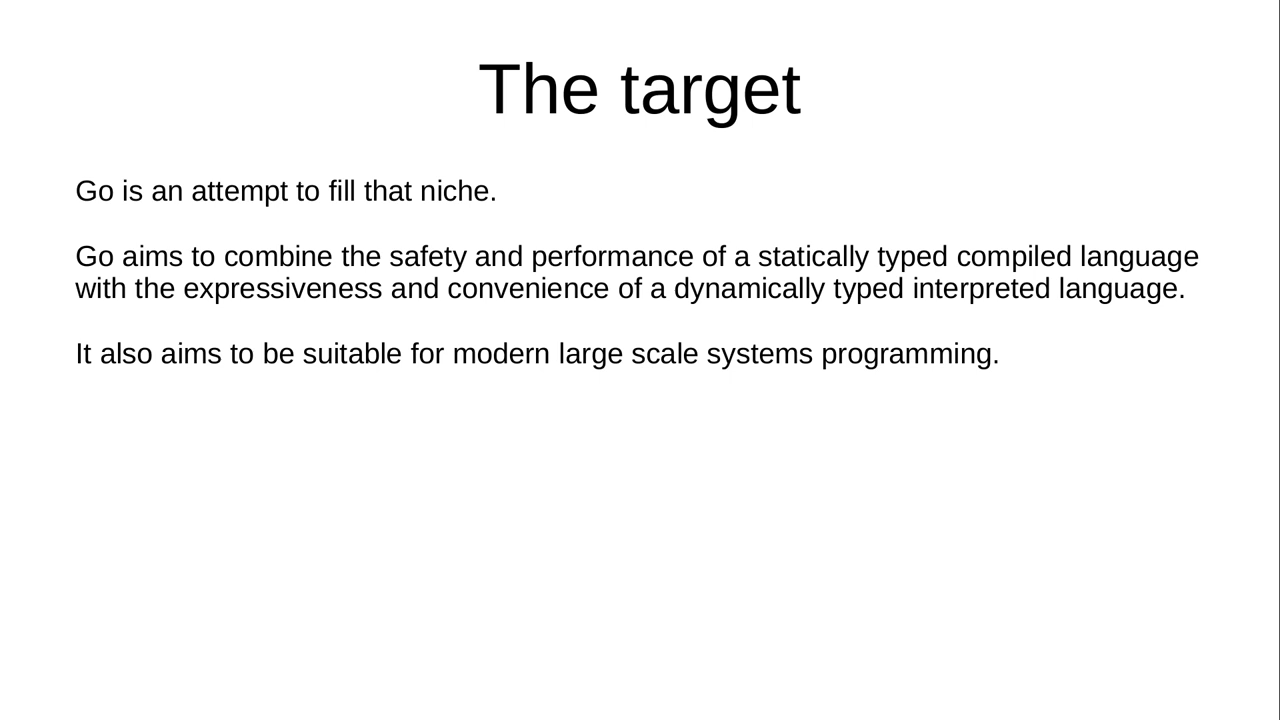 The target
Go is an attempt to fill that niche.
Go aims to combine the safety and performance of a statically typed compiled language
with the expressiveness and convenience of a dynamically typed interpreted language.
It also aims to be suitable for modern large scale systems programming.